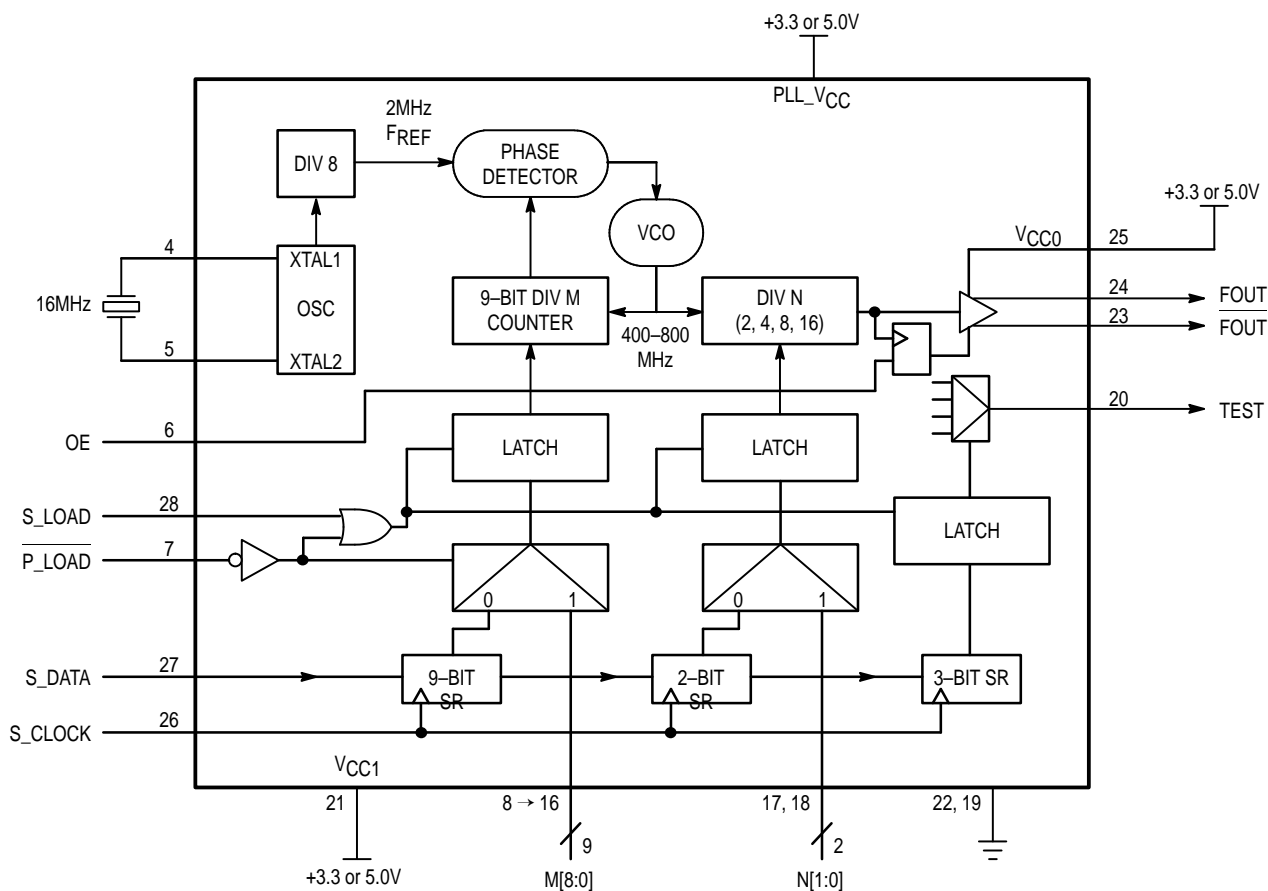 +3.3 or 5.0V
PLL_VCC
2MHz
FREF
DIV 8
PHASE
DETECTOR
VCO
+3.3 or 5.0V
VCC0
25
4
XTAL1
OSC
XTAL2
16MHz
5
9–BIT DIV M
COUNTER
400–800
MHz
DIV N
(2, 4, 8, 16)
24
FOUT
23
FOUT
20
TEST
OE
6
LATCH
LATCH
S_LOAD
28
P_LOAD
7
LATCH
0
1
0
1
S_DATA
27
9–BIT
SR
2–BIT
SR
3–BIT SR
S_CLOCK
26
VCC1
21
8 → 16
17, 18
22, 19
9
2
+3.3 or 5.0V
M[8:0]
N[1:0]